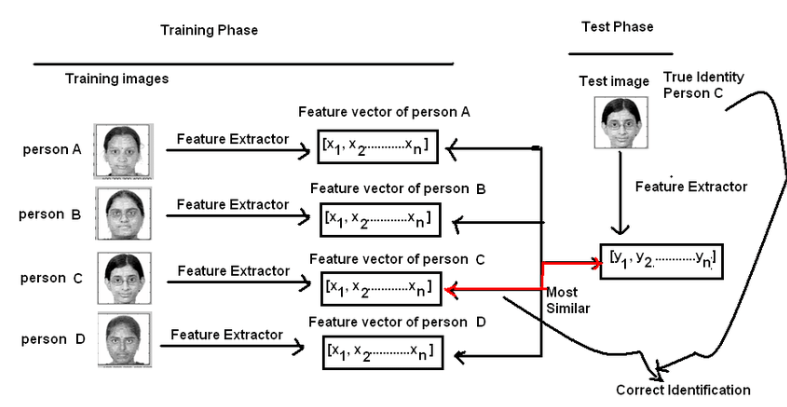 Training Phase
Test Phase
Training images
Test image
True Identity
Person C
Feature vector of person A
person A
Feature Extractor
[x1, x2...........xn]
Feature Extractor
Feature vector of person B
person B
Feature Extractor
[x1, x2...........xn]
Feature vector of person C
[y1, y2............yn]
person C
Feature Extractor
[x1, x2...........xn]
Most
Similar
Feature vector of person D
person D
Feature Extractor
[x1, x2...........xn]
Correct Identification